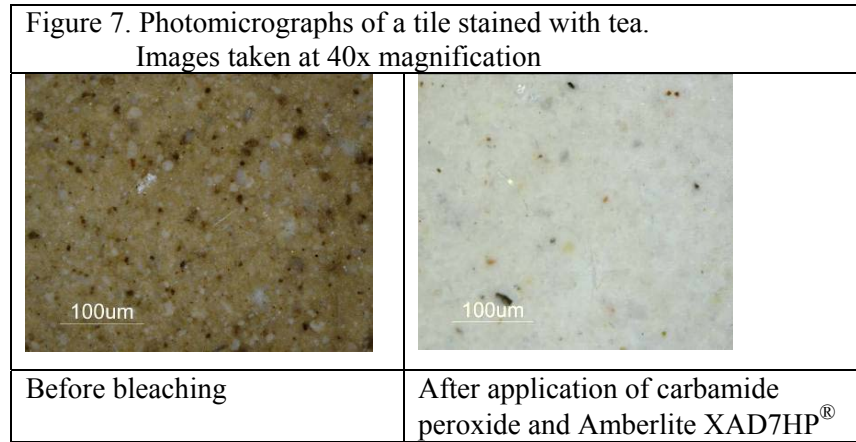 Figure 7. Photomicrographs of a tile stained with tea.
Images taken at 40x magnification
100um
100um
Before bleaching
After application of carbamide
peroxide and Amberlite XAD7HP®